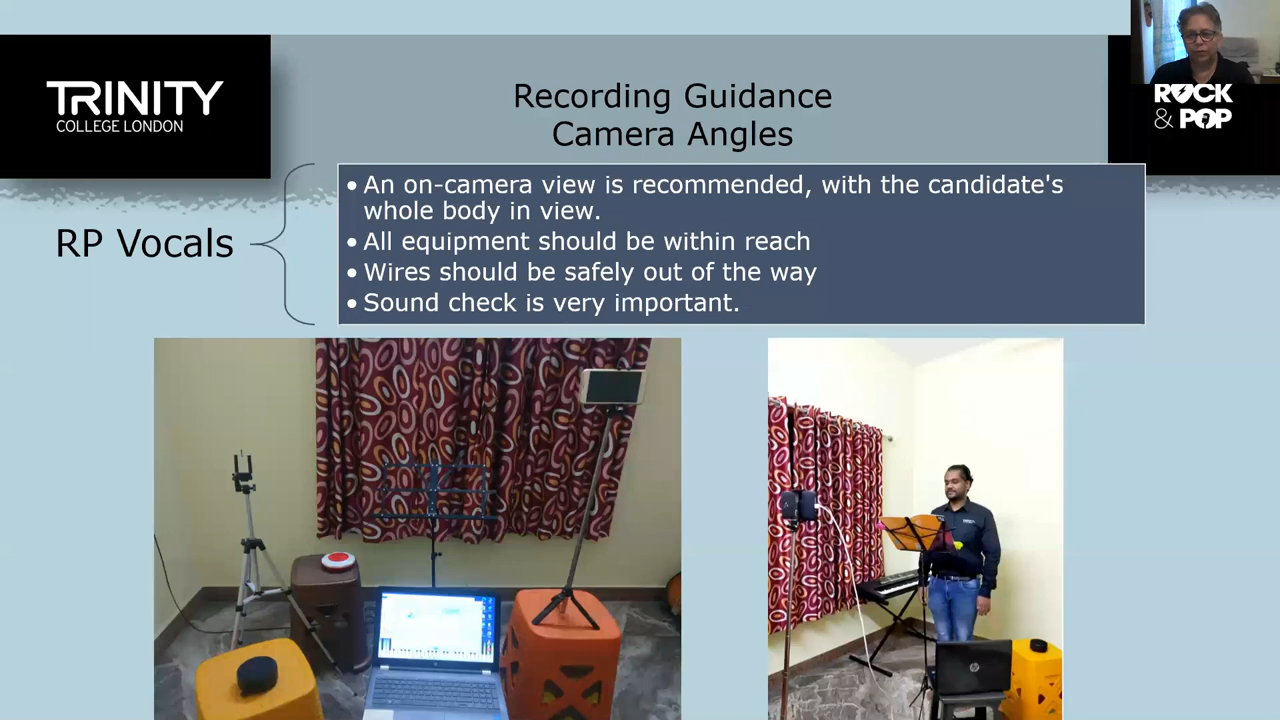 TRINITY
COLLEGE LONDON
Recording Guidance
Camera Angles
ROCK
& POP
RP Vocals
• An on-camera view is recommended, with the candidate's
whole body in view.
• All equipment should be within reach
• Wires should be safely out of the way
• Sound check is very important.
hp